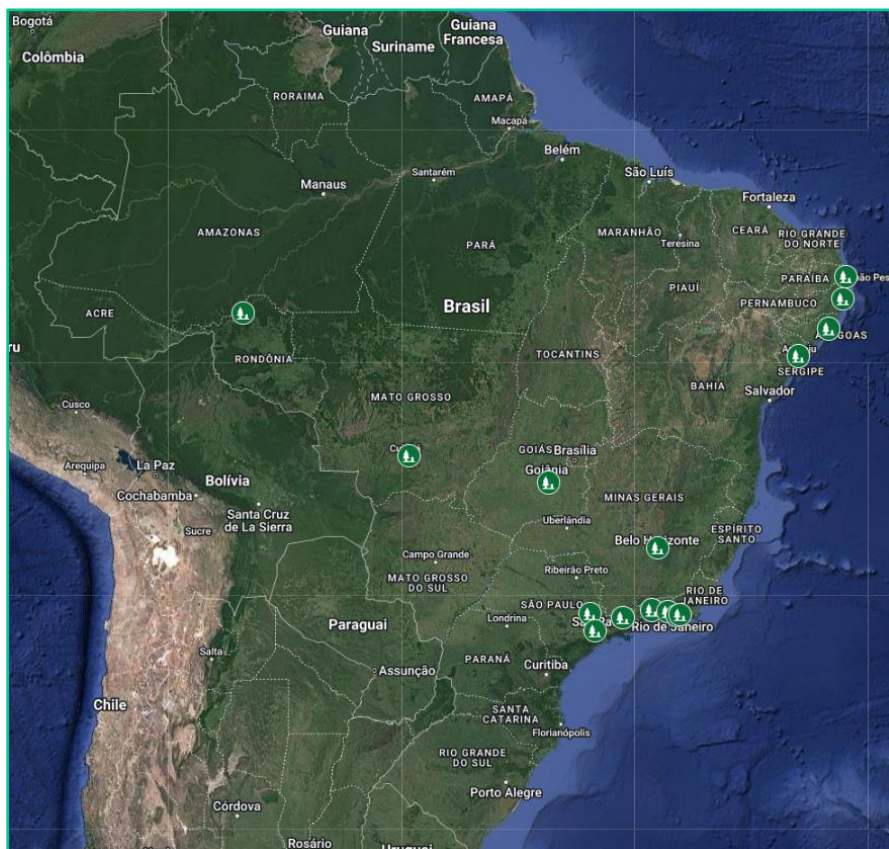 Bogotá
Colômbia
Guiana
Suriname
Guiana
Francesa
RORAIMA
AMAPÁ
Macapá
Belém
Manaus
Santarém
São Luís
Fortaleza
AMAZONAS
PARÁ
MARANHÃO
Teresina
CEARÁ
RIO GRANDE
DO NORTE
PARAÍBA
PIAUÍ
PERNAMBUCO
Brasil
ACRE
RONDÔNIA
TOCANTINS
SERGIPE
BAHIA
Salvador
MATO GROSSO
Cusco
Arequipa
La Paz
Bolívia
Cochabamba
Santa Cruz
de La Sierra
Sucre
GOIÁS
Brasília
Goiânia
MINAS GERAIS
Uberlândia
Belo Horizonte
ESPÍRITO
SANTO
Campo Grande
MATO GROSSO
DO SUL
Ribeirão Preto
SÃO PAULO
RIO DE
JANEIRO
Rio de Janeiro
Londrina
Paraguai
Salta
Assunção
PARANÁ
Curitiba
Chile
SANTA
CATARINA
Florianópolis
RIO GRANDE
DO SUL
Porto Alegre
Córdova
Rosário
Uruguai